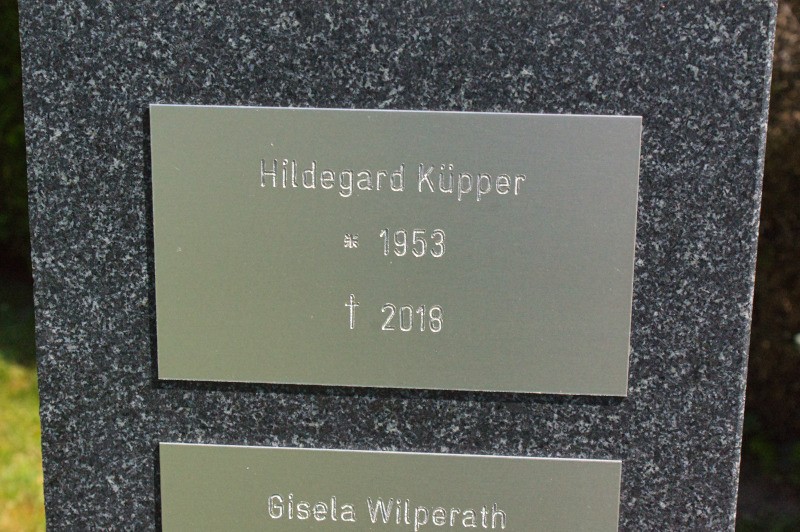 Hildegard Küpper
* 1953
† 2018
Gisela Wilperath